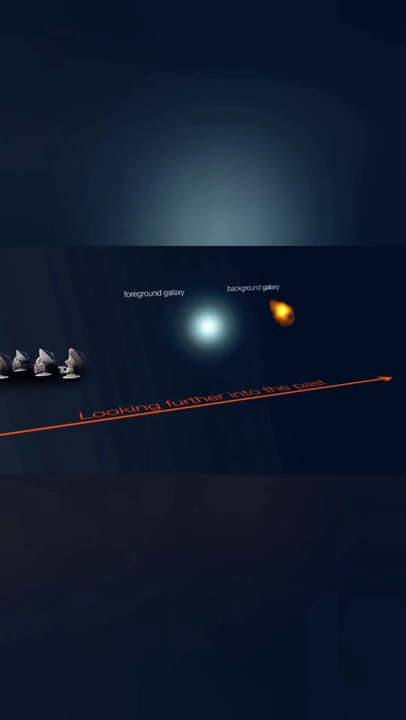 foreground galaxy
background galaxy
Looking further into the past